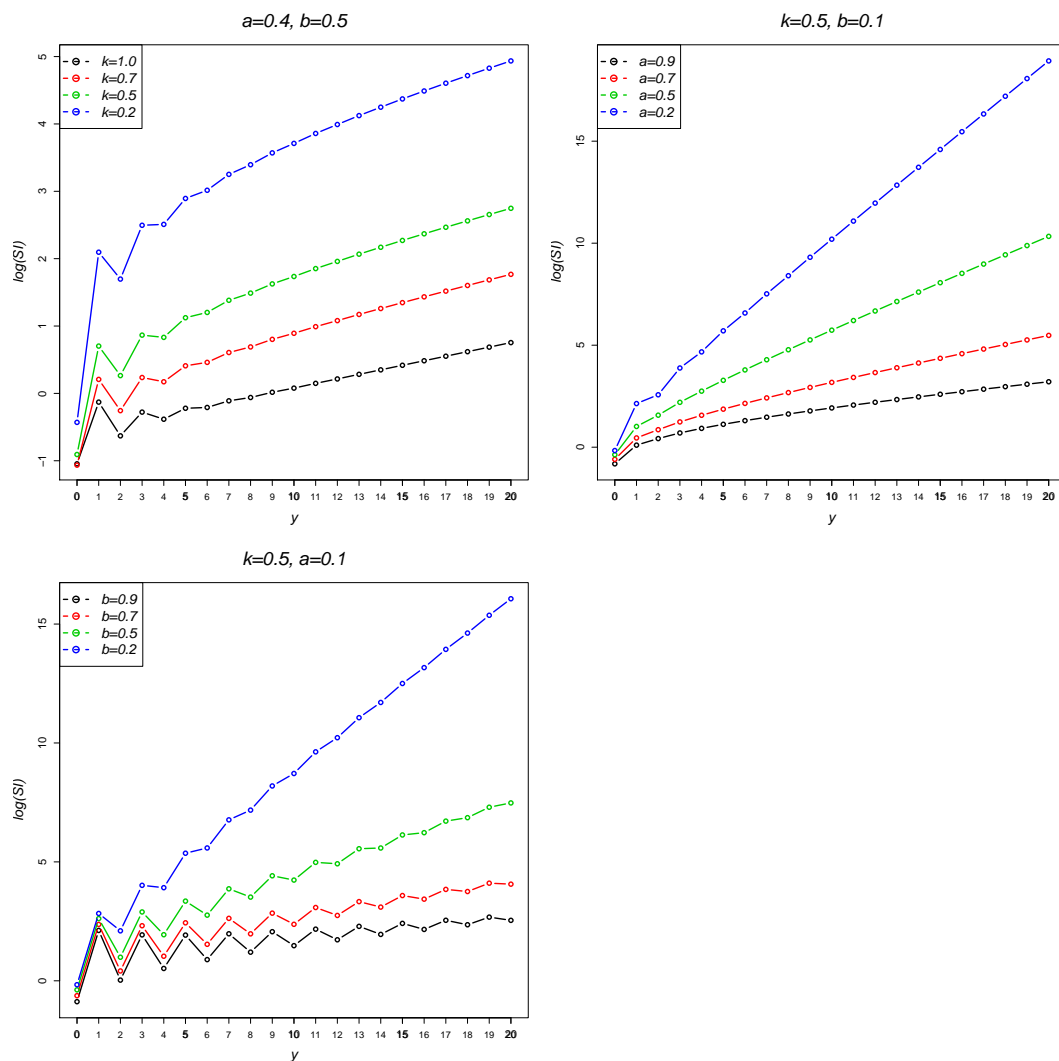 a=0.4, b=0.5
k=1.0
k=0.7
k=0.5
k=0.2
log(SI)
5
4
3
2
1
0
−1
0 1 2 3 4 5 6 7 8 9 10 11 12 13 14 15 16 17 18 19 20
y
k=0.5, b=0.1
a=0.9
a=0.7
a=0.5
a=0.2
log(SI)
15
10
5
0
0 1 2 3 4 5 6 7 8 9 10 11 12 13 14 15 16 17 18 19 20
y
k=0.5, a=0.1
b=0.9
b=0.7
b=0.5
b=0.2
log(SI)
15
10
5
0
0 1 2 3 4 5 6 7 8 9 10 11 12 13 14 15 16 17 18 19 20
y